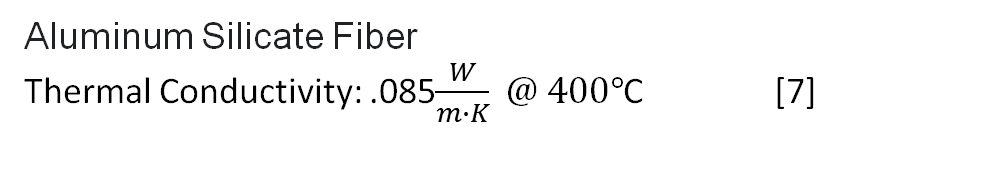 Aluminum Silicate Fiber
Thermal Conductivity: .085 W/m·K @ 400°C [7]